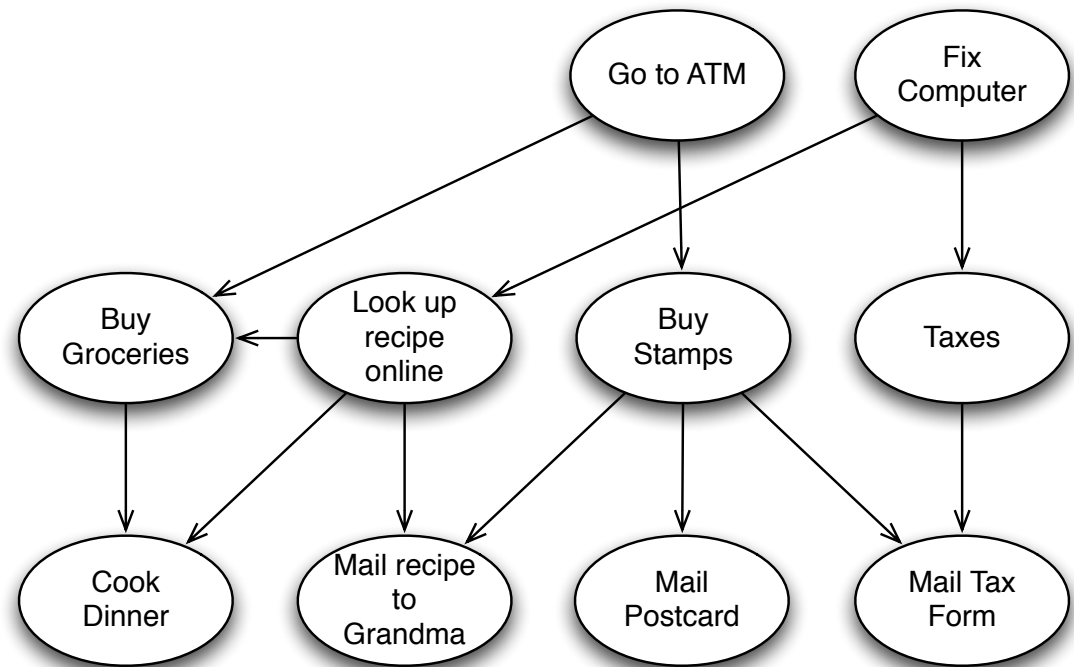 Go to ATM
Fix
Computer
Buy
Groceries
Look up
recipe
online
Buy
Stamps
Taxes
Cook
Dinner
Mail recipe
to
Grandma
Mail
Postcard
Mail Tax
Form